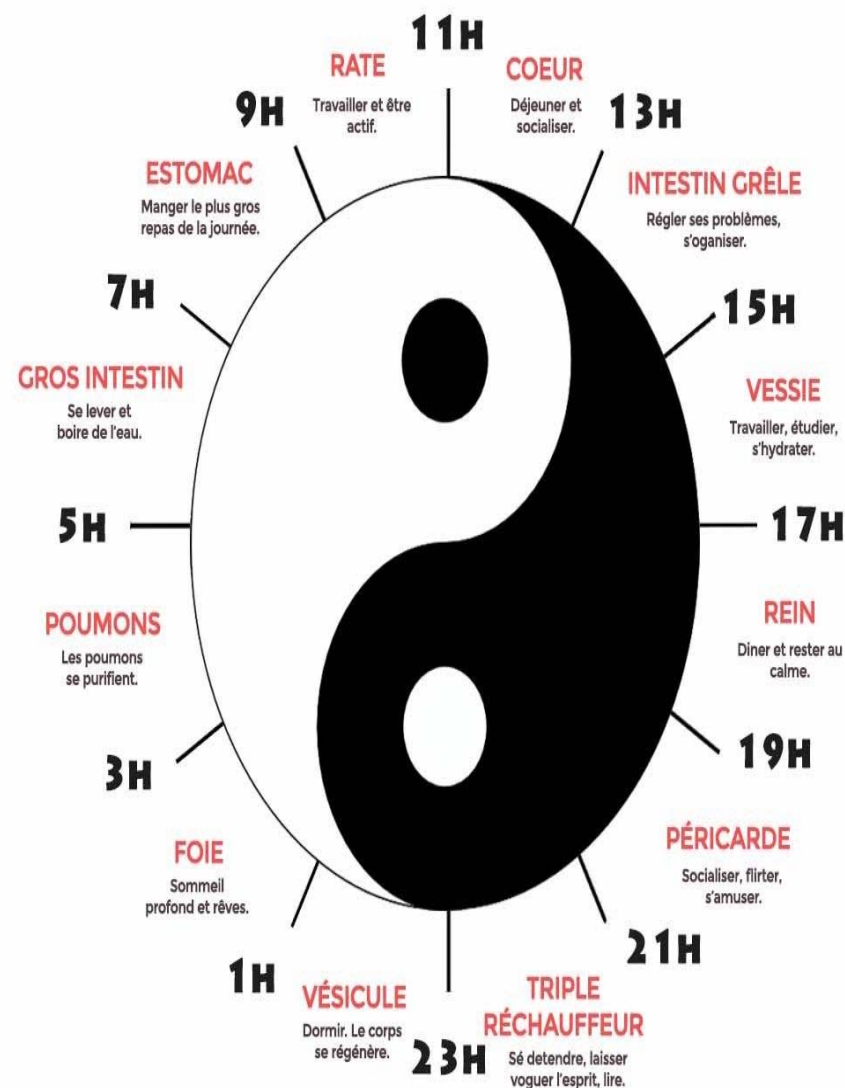 11H
COEUR
Déjeuner et
socialiser.
13H
INTESTIN GRÊLE
Régler ses problèmes,
s'oganiser.
15H
VESSIE
Travailler, étudier,
s'hydrater.
17H
REIN
Diner et rester au
calme.
19H
PÉRICARDE
Socialiser, flirter,
s'amuser.
21H
TRIPLE
RÉCHAUFFEUR
Sé detendre, laisser
voguer l'esprit, lire.
23H
VÉSICULE
Dormir. Le corps
se régénère.
1H
FOIE
Sommeil
profond et rêves.
3H
POUMONS
Les poumons
se purifient.
5H
GROS INTESTIN
Se lever et
boire de l'eau.
7H
ESTOMAC
Manger le plus gros
repas de la journée.
9H
RATE
Travailler et être
actif.